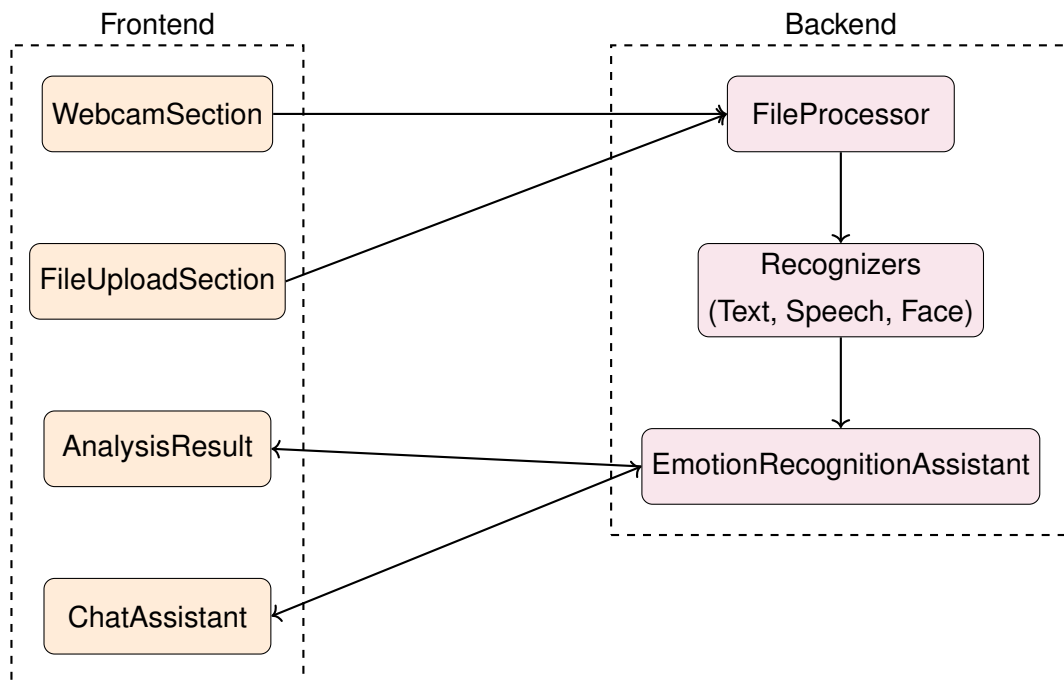 Frontend
WebcamSection
FileUploadSection
AnalysisResult
ChatAssistant
Backend
FileProcessor
Recognizers
(Text, Speech, Face)
EmotionRecognitionAssistant